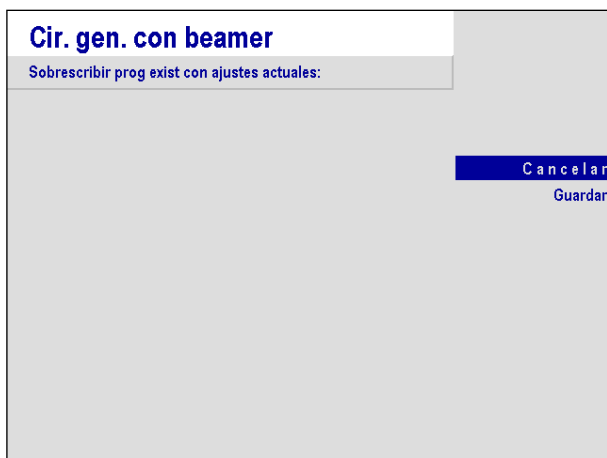 Cir. gen. con beamer
Sobrescribir prog exist con ajustes actuales:
Cancelar
Guardar